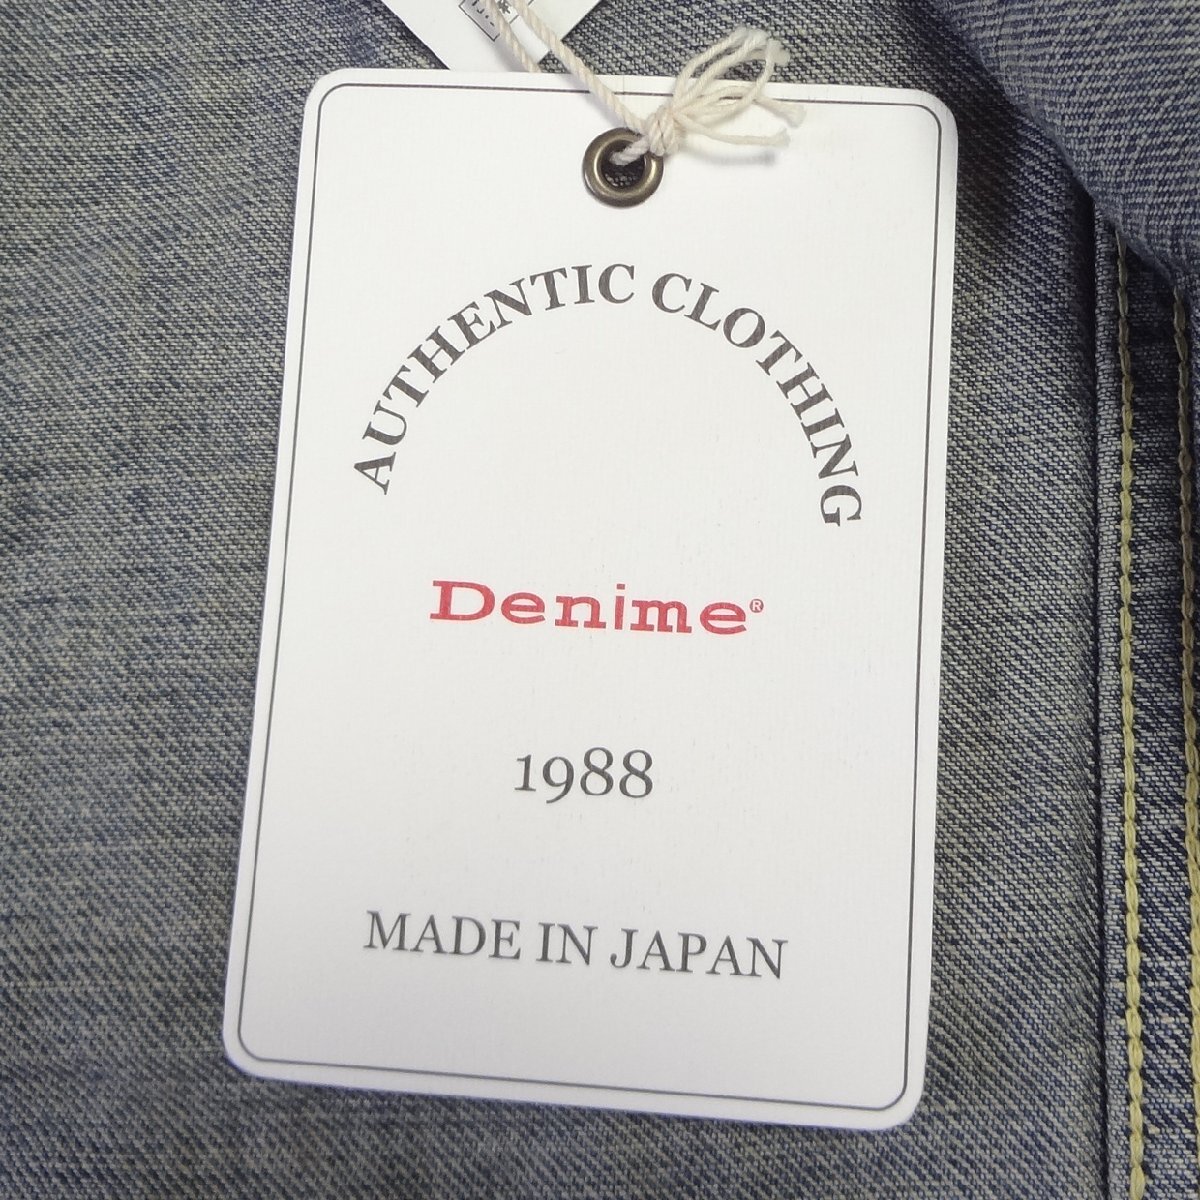 AUTHENTIC CLOTHING
Denime®
1988
MADE IN JAPAN